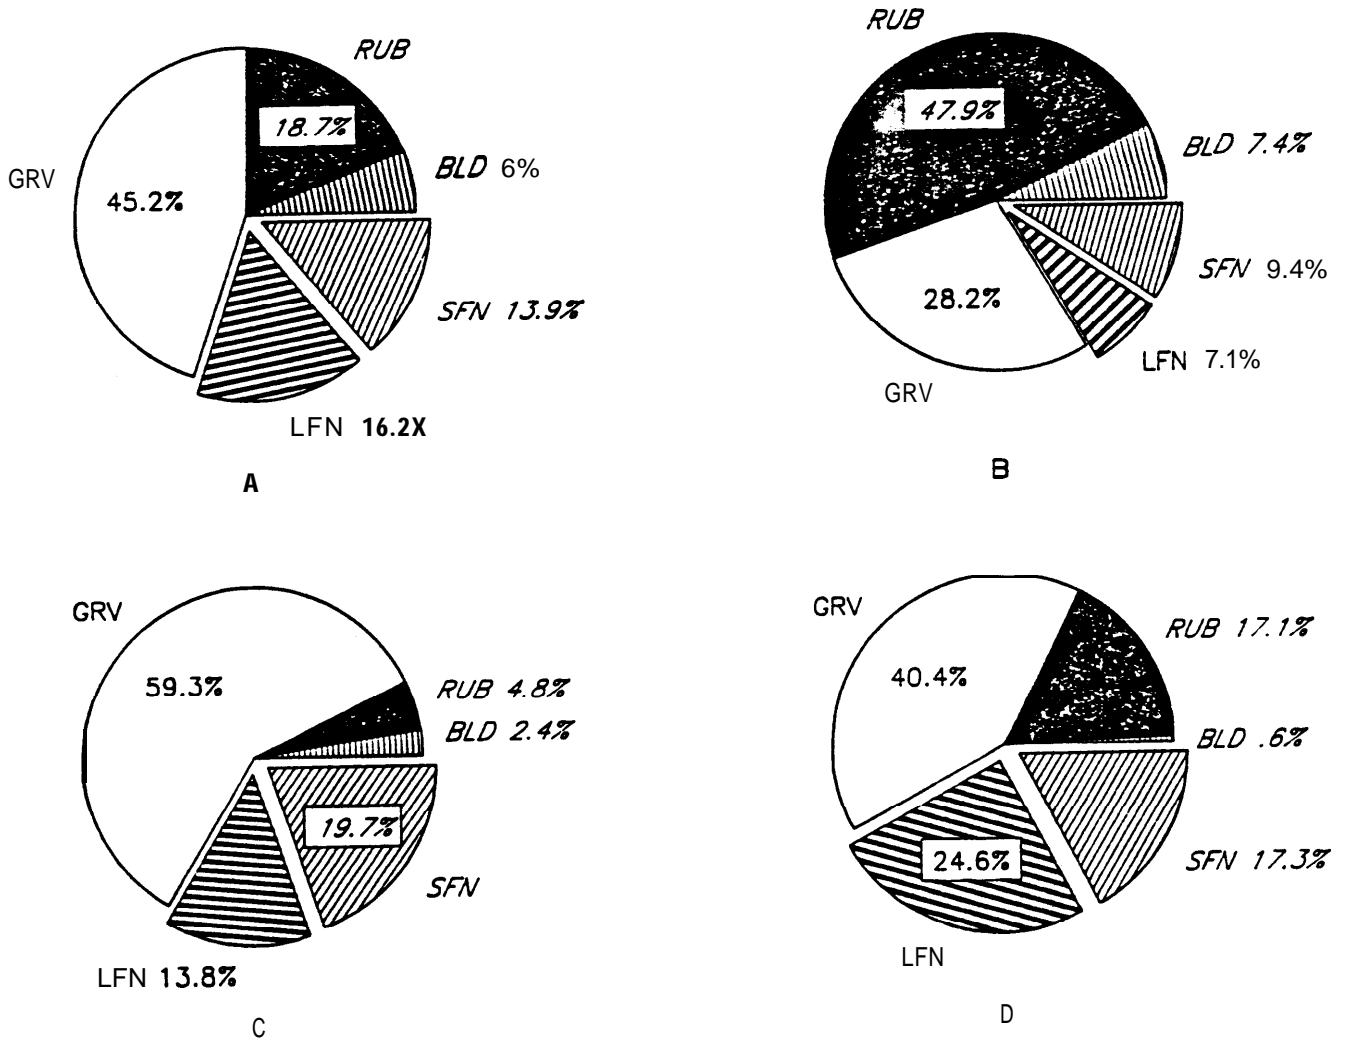 RUB
18.7%
BLD 6%
GRV
45.2%
SFN 13.9%
LFN 16.2X
A
RUB
47.9%
BLD 7.4%
SFN 9.4%
28.2%
LFN 7.1%
GRV
B
GRV
59.3%
RUB 4.8%
BLD 2.4%
19.7%
SFN
LFN 13.8%
C
GRV
RUB 17.1%
40.4%
BLD .6%
SFN 17.3%
24.6%
LFN
D